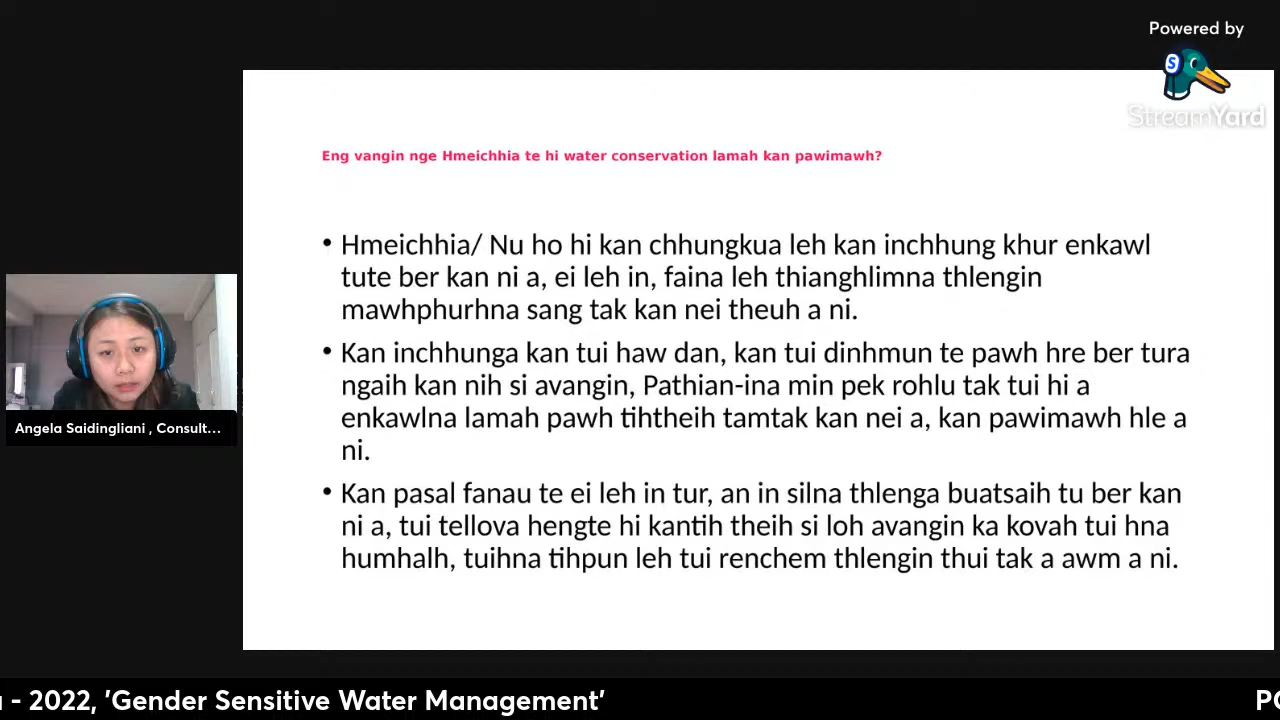 Powered by
StreamYard
Eng vangin nge Hmeichhia te hi water conservation lamah kan pawimawh?
• Hmeichhia/ Nu ho hi kan chhungkua leh kan inchhung khur enkawl
tute ber kan ni a, ei leh in, faina leh thianghlimna thlengin
mawhphurhna sang tak kan nei theuh a ni.
• Kan inchhunga kan tui haw dan, kan tui dinhmun te pawh hre ber tura
ngaih kan nih si avangin, Pathian-ina min pek rohlu tak tui hi a
enkawlna lamah pawh tihtheih tamtak kan nei a, kan pawimawh hle a
ni.
• Kan pasal fanau te ei leh in tur, an in silna thlenga buatsaih tu ber kan
ni a, tui tellova hengte hi kantih theih si loh avangin ka kovah tui hna
humhalh, tuihna tihpun leh tui renchem thlengin thui tak a awm a ni.
Angela Saidingliani , Consult...
- 2022, 'Gender Sensitive Water Management'